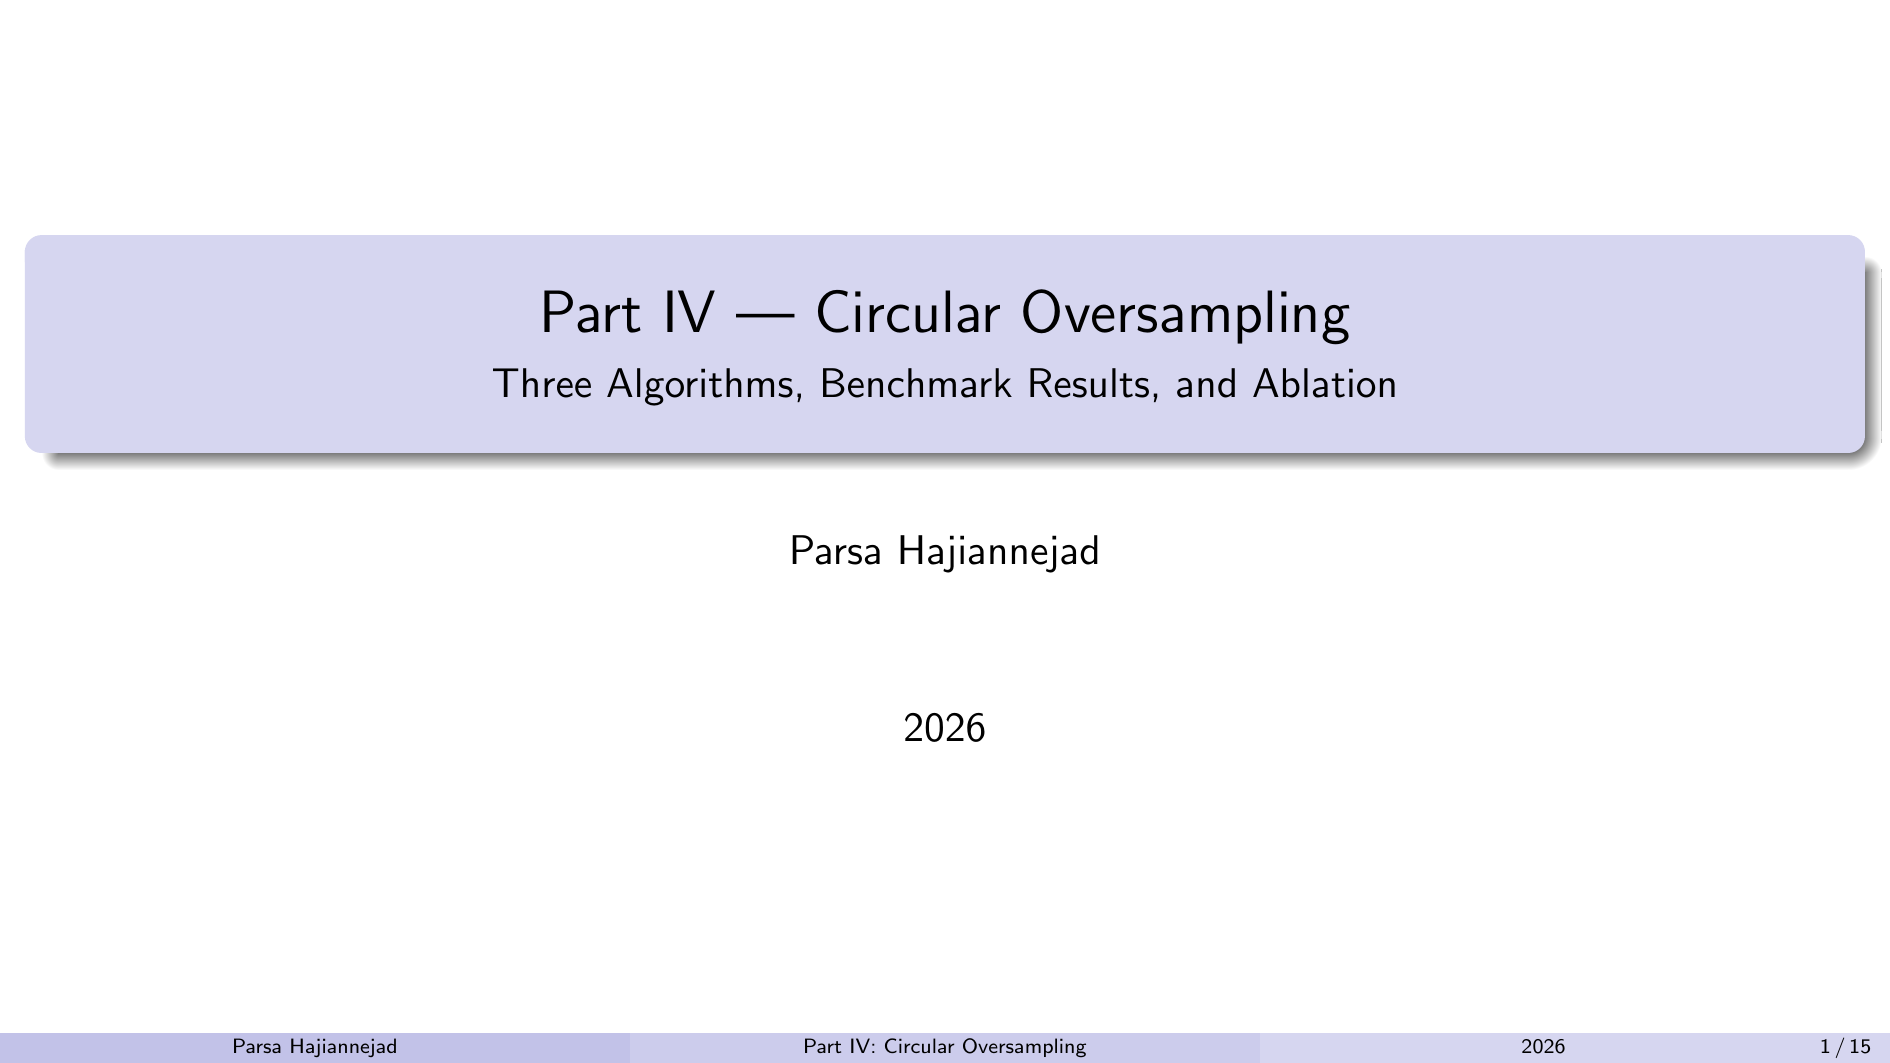 Part IV — Circular Oversampling
Three Algorithms, Benchmark Results, and Ablation
Parsa Hajiannejad
2026
Parsa Hajiannejad
Part IV: Circular Oversampling
2026
1 / 15